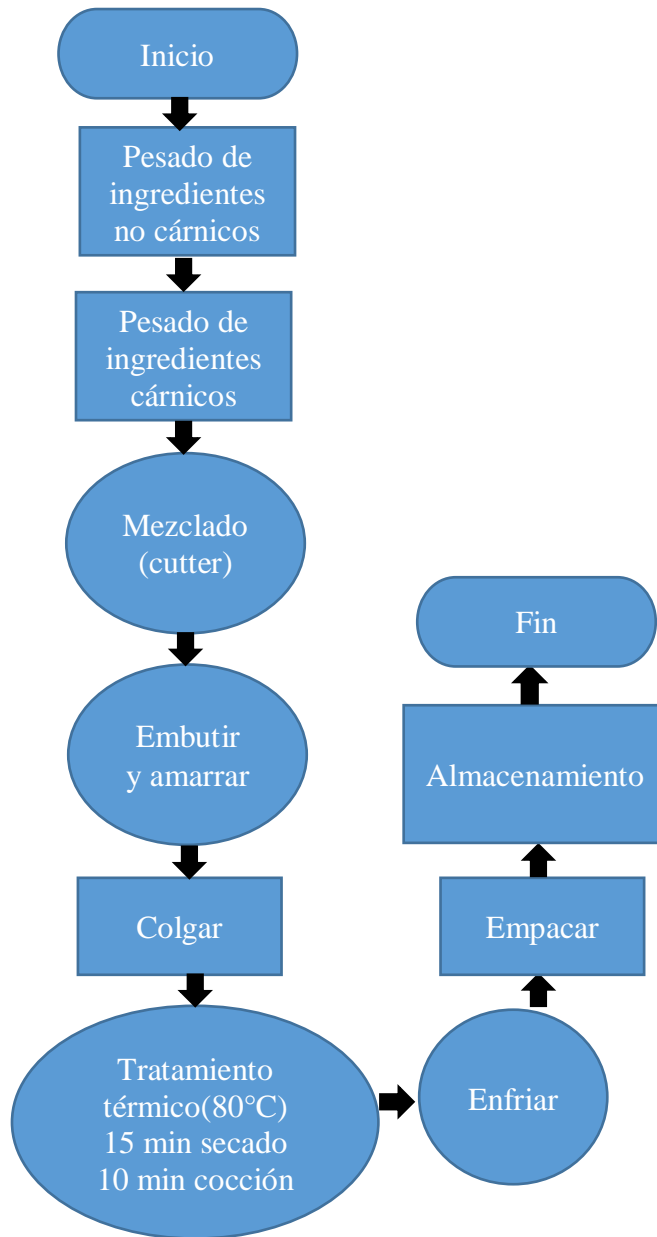 Inicio
Pesado de
ingredientes
no cárnicos
Pesado de
ingredientes
cárnicos
Mezclado
(cutter)
Embutir
y amarrar
Colgar
Tratamiento
térmico(80°C)
15 min secado
10 min cocción
Enfriar
Empacar
Almacenamiento
Fin